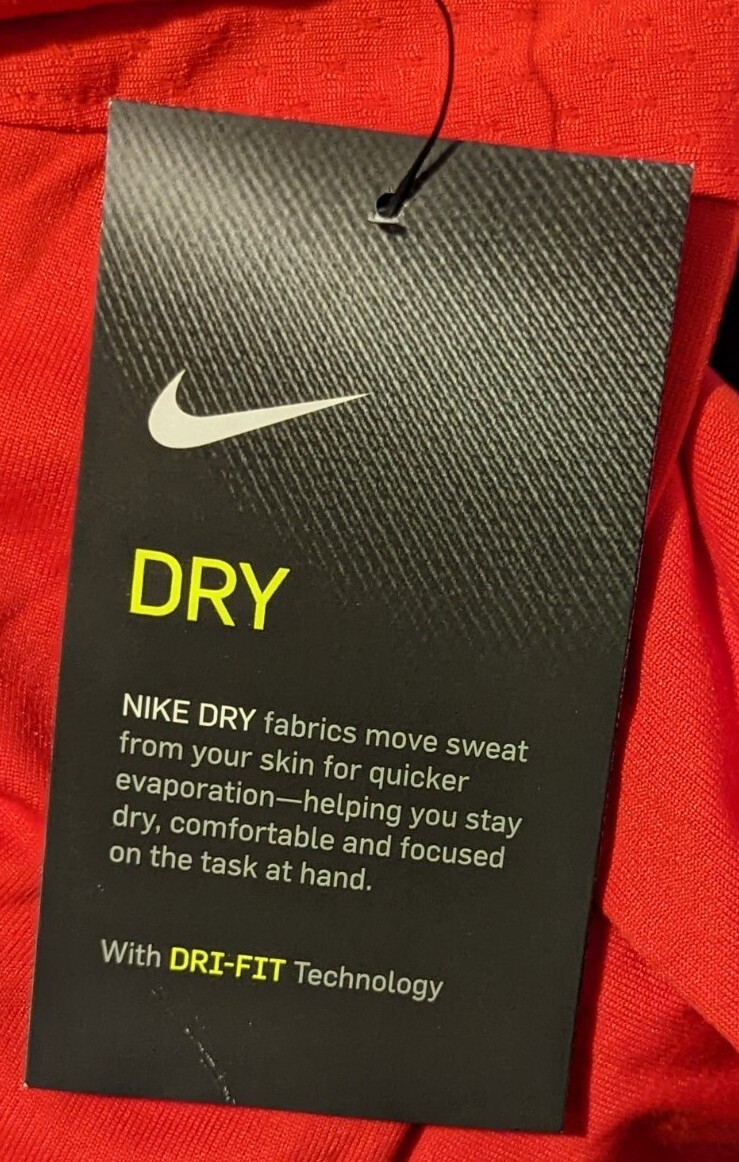 DRY
NIKE DRY fabrics move sweat
from your skin for quicker
evaporation—helping you stay
dry, comfortable and focused
on the task at hand.
With DRI-FIT Technology